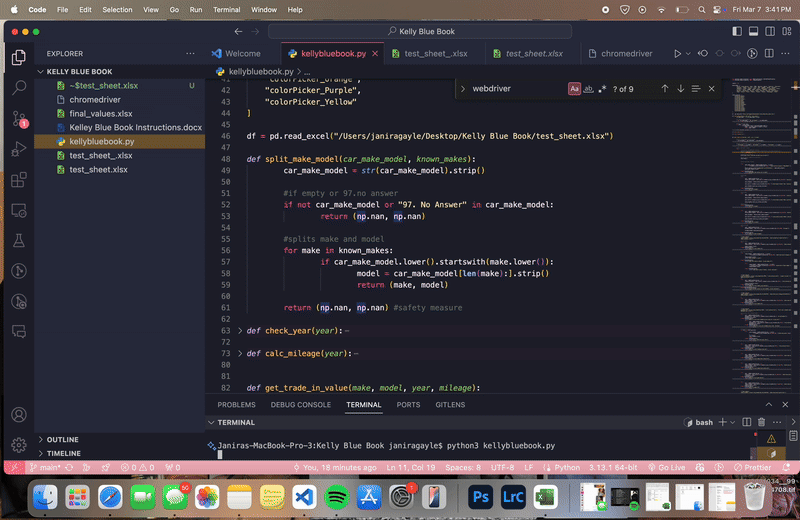 Code File Edit Selection View Go Run Terminal Window Help Fri Mar 7 3:41 PM
Kelly Blue Book
EXPLORER
Welcome
kellybluebook.py
test_sheet_.xlsx
test_sheet.xlsx
chromedriver
KELLY BLUE BOOK
~$test_sheet.xlsx U
chromedriver
final_values.xlsx
Kelly Blue Book Instructions.docx
kellybluebook.py
test_sheet_.xlsx
test_sheet.xlsx
OUTLINE
TIMELINE
kellybluebook.py > ...
webdriver Aa ab ? of 9
41 "colorPicker_Orange",
42 "colorPicker_Purple",
43 "colorPicker_Yellow"
44 ]
45
46 df = pd.read_excel("/Users/janiragayle/Desktop/Kelly Blue Book/test_sheet.xlsx")
47
48 def split_make_model(car_make_model, known_makes):
49 car_make_model = str(car_make_model).strip()
50
51 #if empty or 97.no answer
52 if not car_make_model or "97. No Answer" in car_make_model:
53 return (np.nan, np.nan)
54
55 #splits make and model
56 for make in known_makes:
57 if car_make_model.lower().startswith(make.lower()):
58 model = car_make_model[len(make):].strip()
59 return (make, model)
60
61 return (np.nan, np.nan) #safety measure
62
63 > def check_year(year): ⋯
72
73 > def calc_mileage(year): ⋯
81
82 def get_trade_in_value(make, model, year, mileage):
PROBLEMS DEBUG CONSOLE TERMINAL PORTS GITLENS
TERMINAL
bash
Janiras-MacBook-Pro-3:Kelly Blue Book janiragayle$ python3 kellybluebook.py
main* 0 0 0 You, 18 minutes ago Ln 11, Col 19 Spaces: 8 UTF-8 LF Python 3.13.1 64-bit Go Live Prettier
Ps LrC